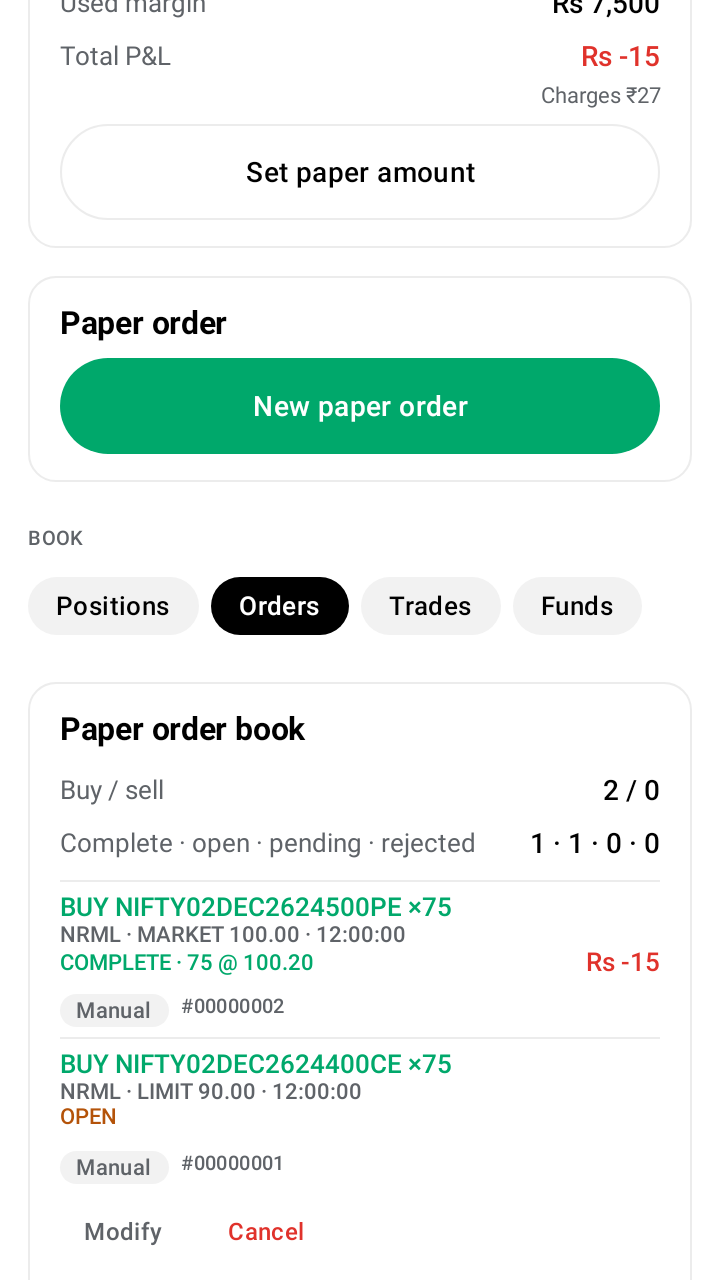 Used margin Rs 7,500
Total P&L Rs -15
Charges ₹27
Set paper amount
Paper order
New paper order
BOOK
Positions Orders Trades Funds
Paper order book
Buy / sell 2 / 0
Complete · open · pending · rejected 1 · 1 · 0 · 0
BUY NIFTY02DEC2624500PE ×75
NRML · MARKET 100.00 · 12:00:00
COMPLETE · 75 @ 100.20 Rs -15
Manual #00000002
BUY NIFTY02DEC2624400CE ×75
NRML · LIMIT 90.00 · 12:00:00
OPEN
Manual #00000001
Modify Cancel